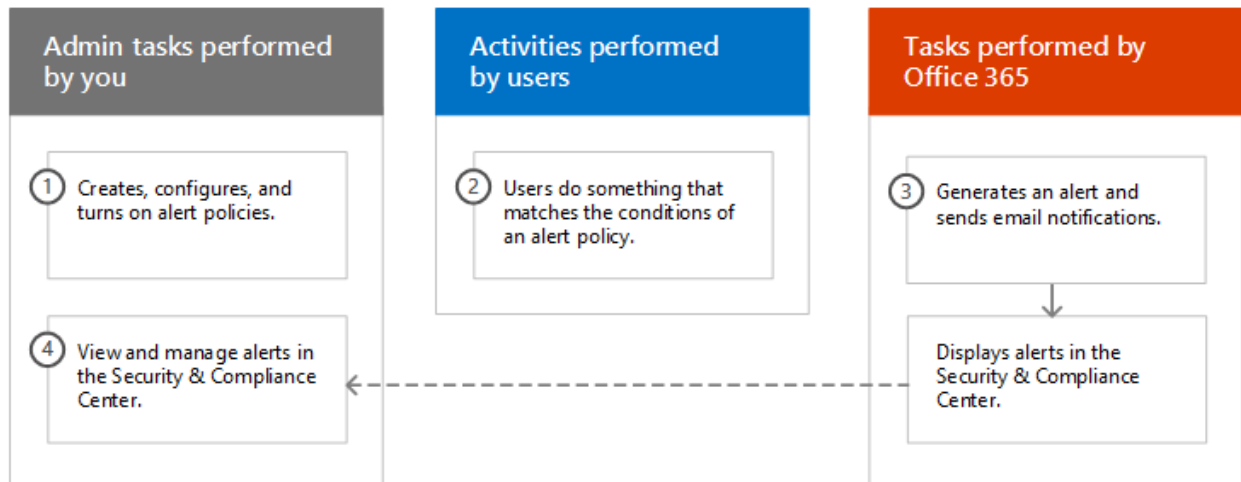 Admin tasks performed
by you
1
Creates, configures, and
turns on alert policies.
4
View and manage alerts in
the Security & Compliance
Center.
Activities performed
by users
2
Users do something that
matches the conditions of
an alert policy.
Tasks performed by
Office 365
3
Generates an alert and
sends email notifications.
Displays alerts in the
Security & Compliance
Center.